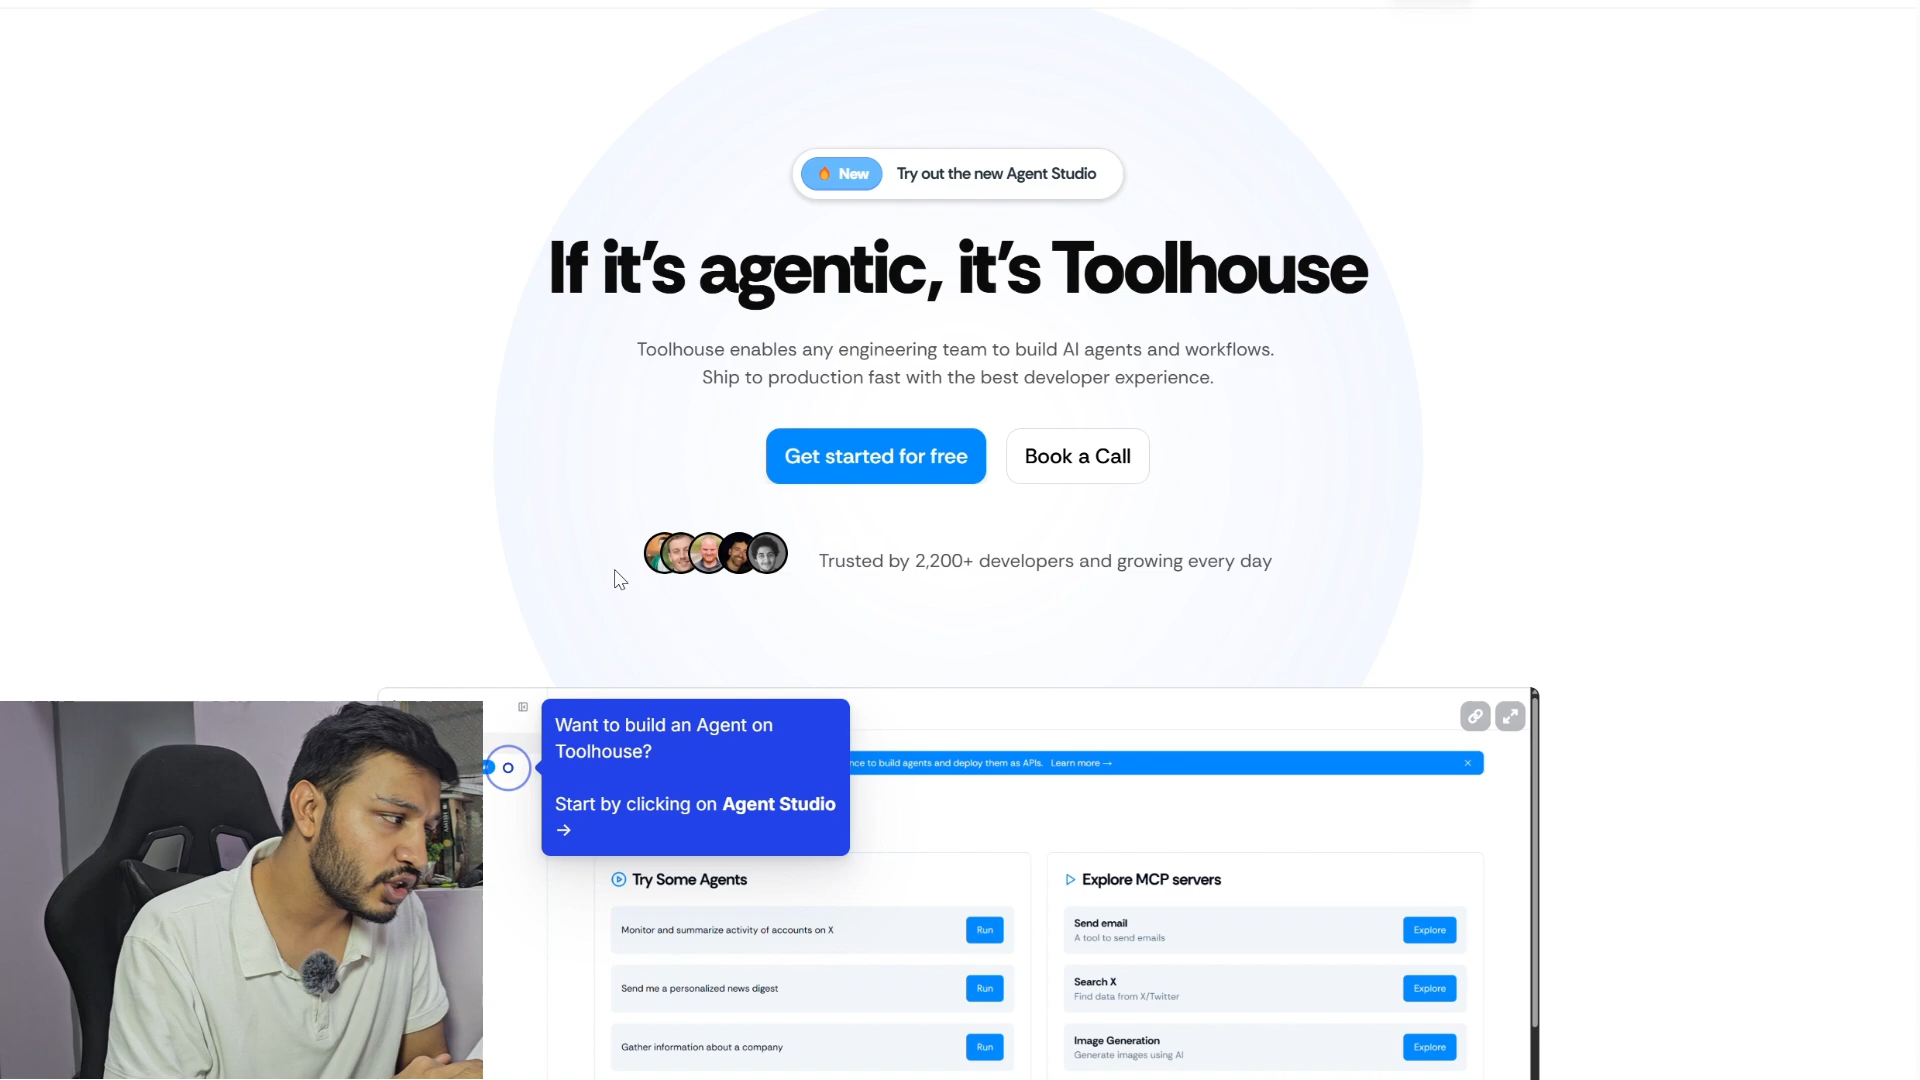 New Try out the new Agent Studio
If it's agentic, it's Toolhouse
Toolhouse enables any engineering team to build AI agents and workflows.
Ship to production fast with the best developer experience.
Get started for free
Book a Call
Trusted by 2,200+ developers and growing every day
Want to build an Agent on
Toolhouse?
Start by clicking on Agent Studio
→
to build agents and deploy them as APIs. Learn more →
Try Some Agents
Monitor and summarize activity of accounts on X
Run
Send me a personalized news digest
Run
Gather information about a company
Run
Explore MCP servers
Send email
A tool to send emails
Explore
Search X
Find data from X/Twitter
Explore
Image Generation
Generate images using AI
Explore